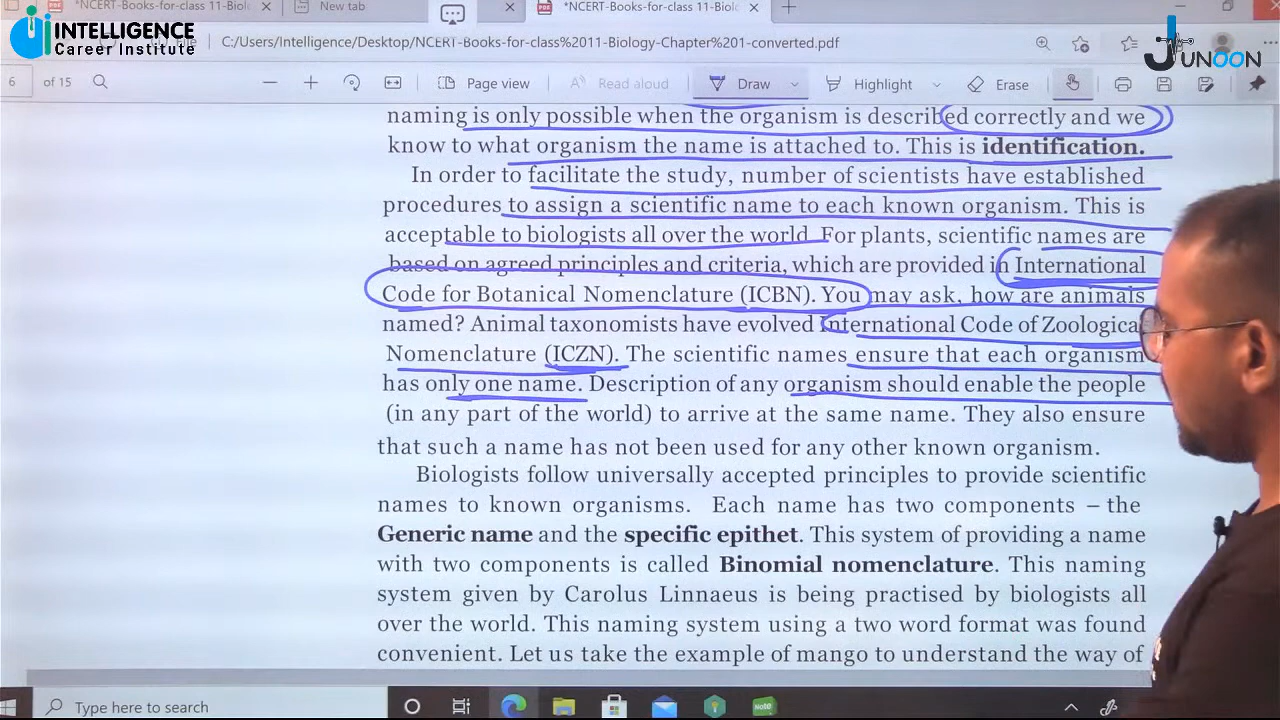 INTELLIGENCE
Career Institute
*NCERT-Books-for-class 11-Biol
New tab
*NCERT-Books-for-class 11-Biolo
C:/Users/Intelligence/Desktop/NCERT-Books-for-class%2011-Biology-Chapter%201-converted.pdf
JUNOON
6 of 15
Page view
Read aloud
Draw
Highlight
Erase
naming is only possible when the organism is described correctly and we
know to what organism the name is attached to. This is identification.
In order to facilitate the study, number of scientists have established
procedures to assign a scientific name to each known organism. This is
acceptable to biologists all over the world. For plants, scientific names are
based on agreed principles and criteria, which are provided in International
Code for Botanical Nomenclature (ICBN). You may ask, how are animals
named? Animal taxonomists have evolved International Code of Zoologica
Nomenclature (ICZN). The scientific names ensure that each organism
has only one name. Description of any organism should enable the people
(in any part of the world) to arrive at the same name. They also ensure
that such a name has not been used for any other known organism.
Biologists follow universally accepted principles to provide scientific
names to known organisms. Each name has two components – the
Generic name and the specific epithet. This system of providing a name
with two components is called Binomial nomenclature. This naming
system given by Carolus Linnaeus is being practised by biologists all
over the world. This naming system using a two word format was found
convenient. Let us take the example of mango to understand the way of
Type here to search
Note